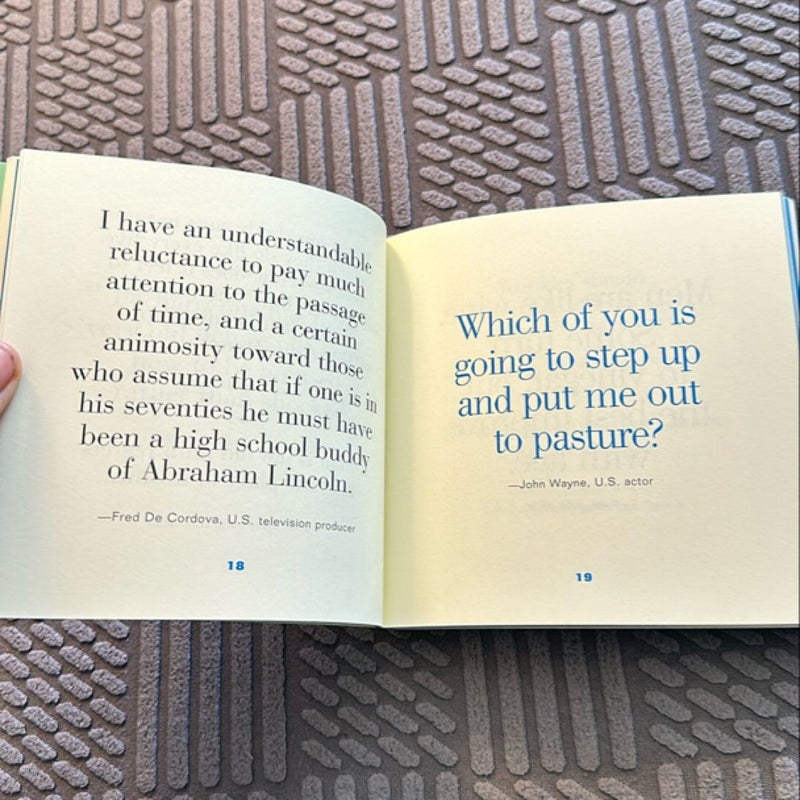 I have an understandable
reluctance to pay much
attention to the passage
of time, and a certain
animosity toward those
who assume that if one is in
his seventies he must have
been a high school buddy
of Abraham Lincoln.
—Fred De Cordova, U.S. television producer
18
Which of you is
going to step up
and put me out
to pasture?
—John Wayne, U.S. actor
19